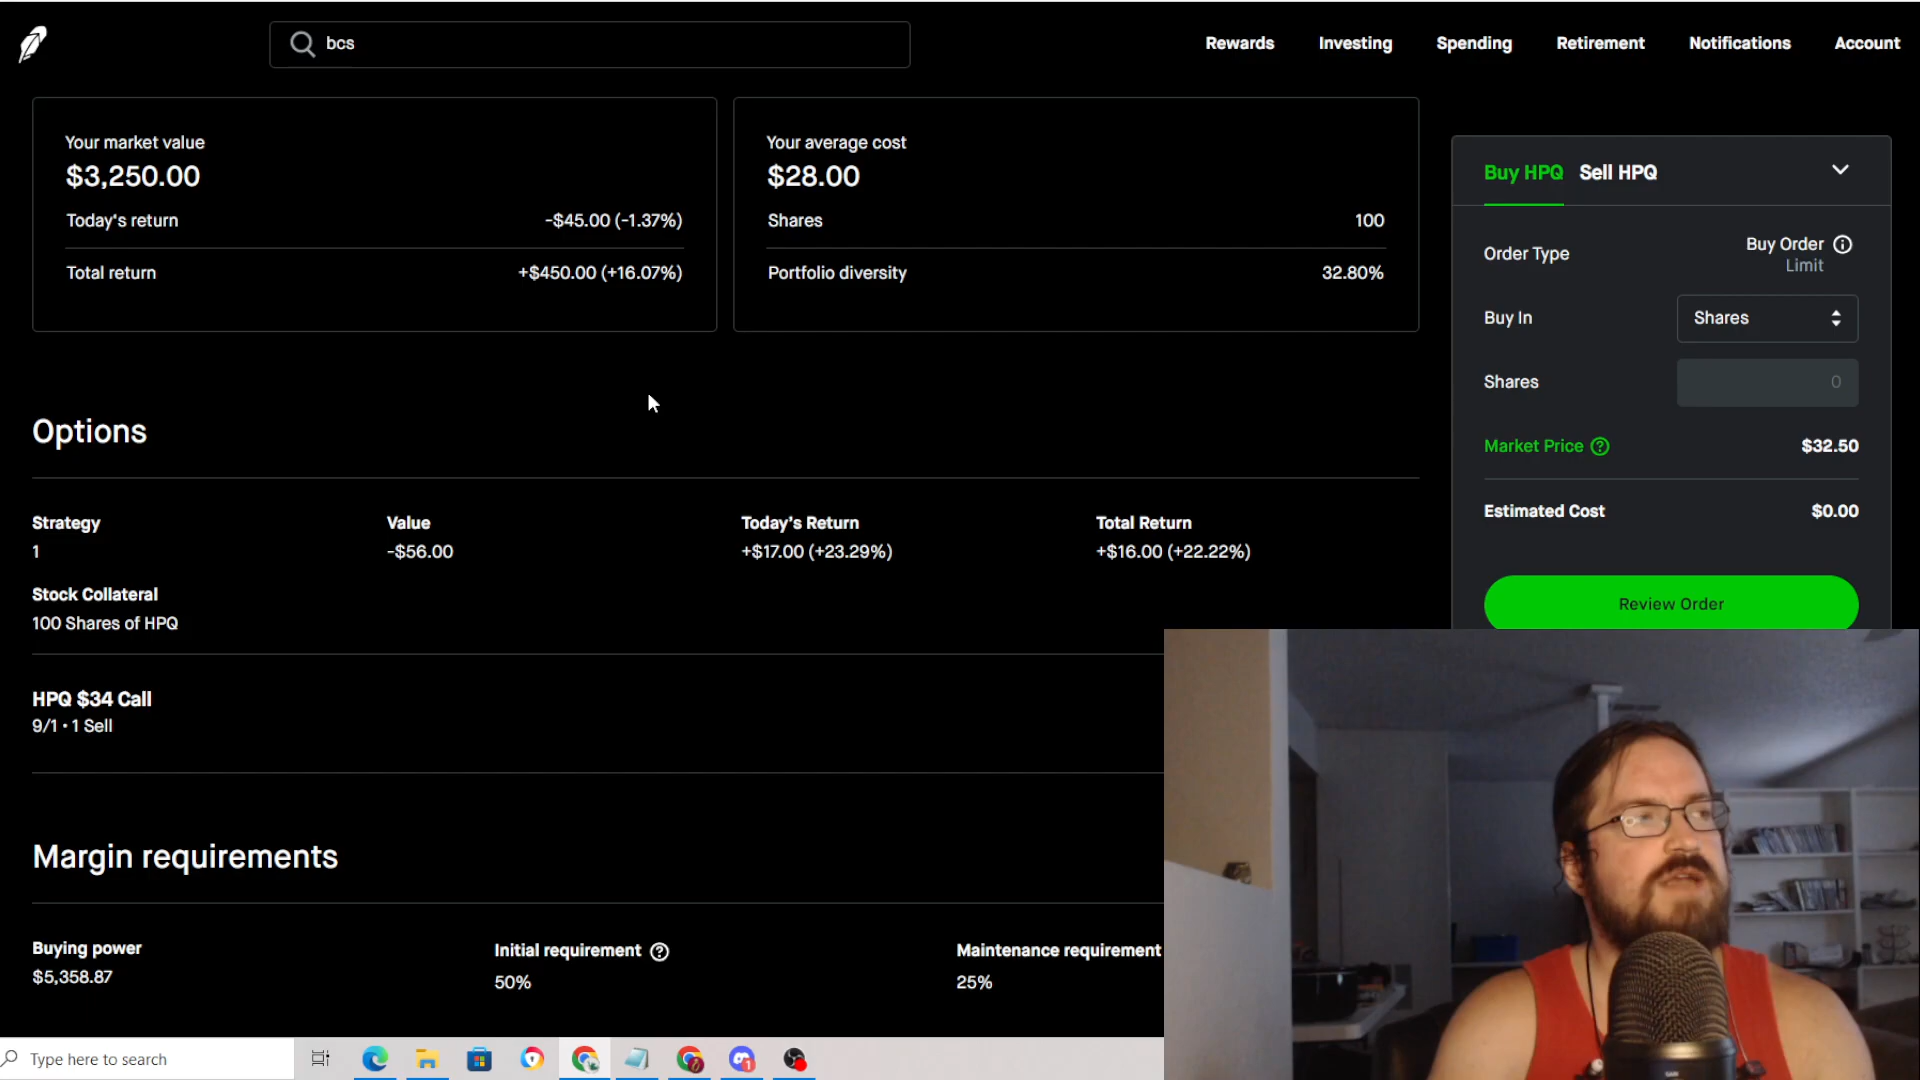 bcs
Rewards
Investing
Spending
Retirement
Notifications
Account
Your market value
$3,250.00
Today's return
-$45.00 (-1.37%)
Total return
+$450.00 (+16.07%)
Your average cost
$28.00
Shares
100
Portfolio diversity
32.80%
Buy HPQ
Sell HPQ
Order Type
Buy Order
Limit
Buy In
Shares
Shares
0
Market Price
$32.50
Estimated Cost
$0.00
Review Order
Options
Strategy
Value
Today's Return
Total Return
1
-$56.00
+$17.00 (+23.29%)
+$16.00 (+22.22%)
Stock Collateral
100 Shares of HPQ
HPQ $34 Call
9/1 · 1 Sell
Margin requirements
Buying power
Initial requirement
Maintenance requirement
$5,358.87
50%
25%
Type here to search
1